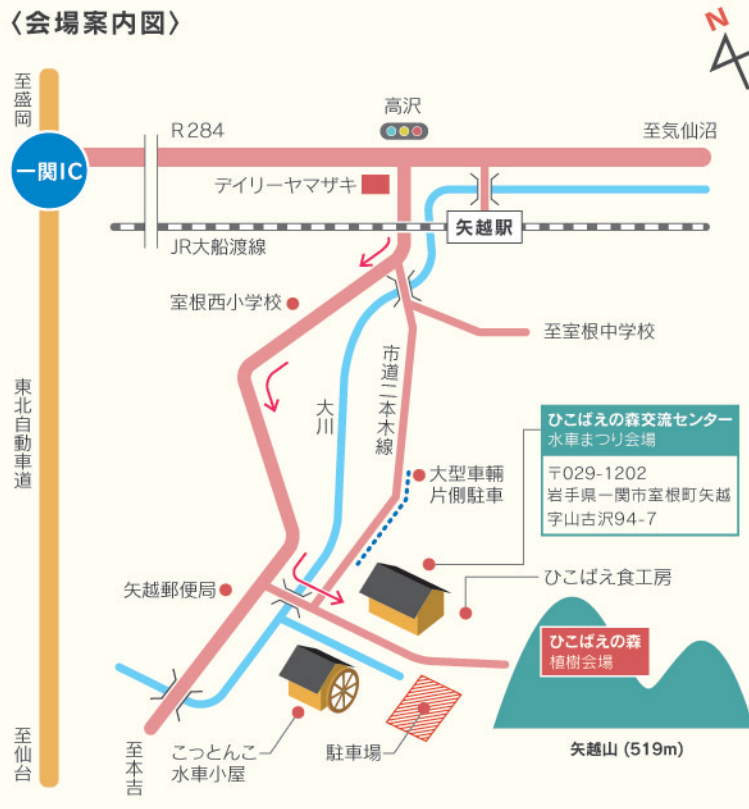 〈会場案内図〉
N
至盛岡
一関IC
R284
高沢
至気仙沼
デイリーヤマザキ
矢越駅
JR大船渡線
室根西小学校
至室根中学校
東北自動車道
大川
市道二本木線
大型車輛
片側駐車
ひこばえの森交流センター
水車まつり会場
〒029-1202
岩手県一関市室根町矢越
字山古沢94-7
矢越郵便局
ひこばえ食工房
ひこばえの森
植樹会場
矢越山 (519m)
至仙台
至本吉
こっとんこ
水車小屋
駐車場